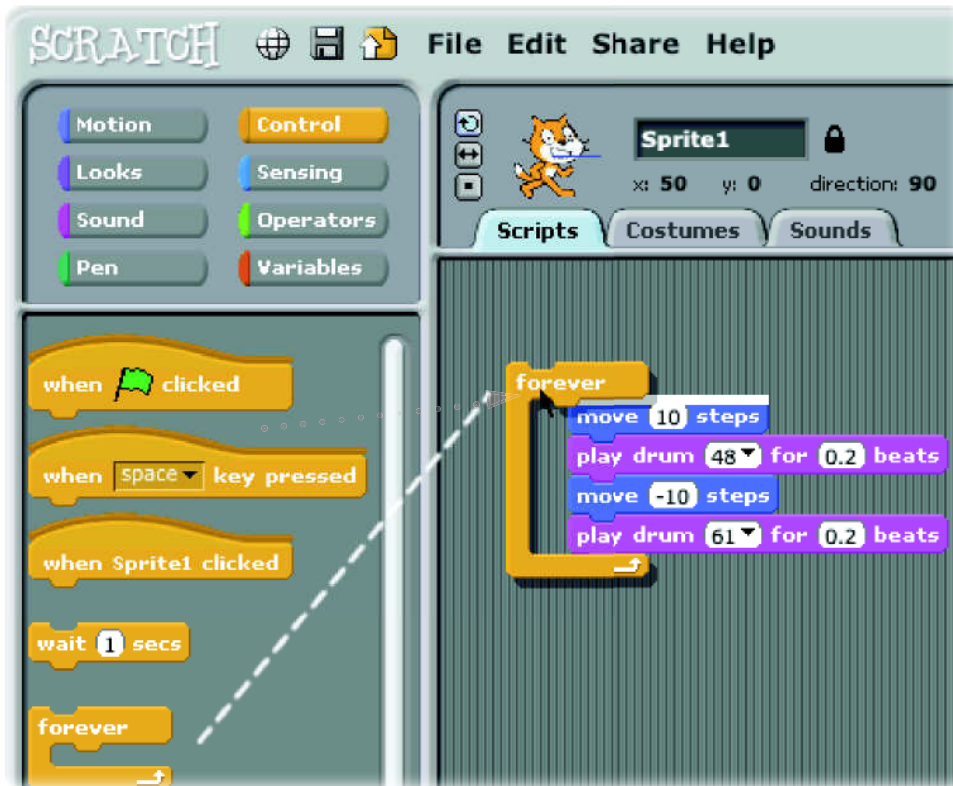 SCRATCH File Edit Share Help
Motion Control
Looks Sensing
Sound Operators
Pen Variables
Sprite1
x: 50 y: 0 direction: 90
Scripts Costumes Sounds
when clicked
when space key pressed
when Sprite1 clicked
wait 1 secs
forever
forever
move 10 steps
play drum 48 for 0.2 beats
move -10 steps
play drum 61 for 0.2 beats